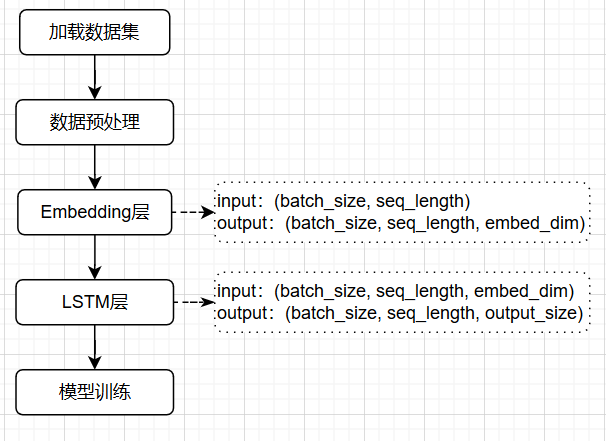 加载数据集
数据预处理
Embedding层
input：(batch_size, seq_length)
output：(batch_size, seq_length, embed_dim)
LSTM层
input：(batch_size, seq_length, embed_dim)
output：(batch_size, seq_length, output_size)
模型训练